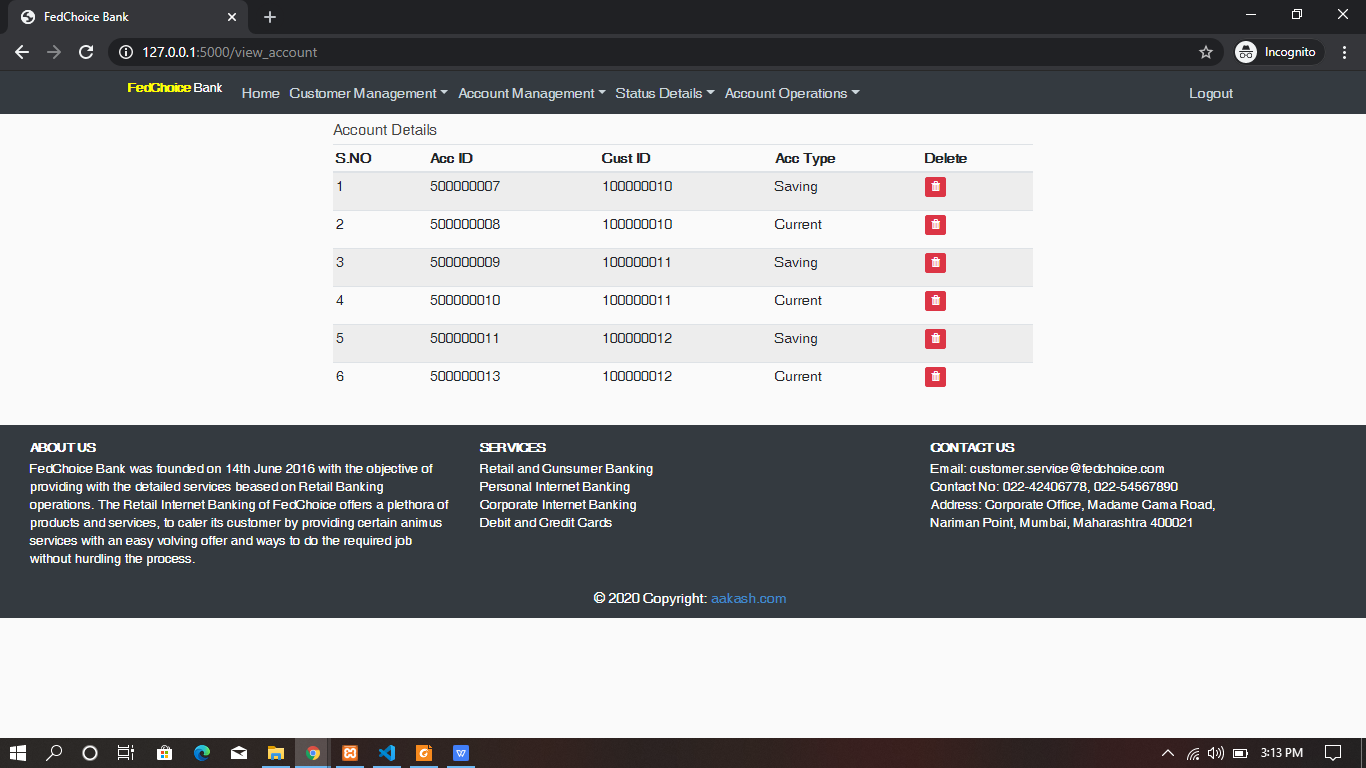 FedChoice Bank
127.0.0.1:5000/view_account
Incognito
FedChoice Bank Home Customer Management Account Management Status Details Account Operations Logout
Account Details
S.NO Acc ID Cust ID Acc Type Delete
1 500000007 100000010 Saving
2 500000008 100000010 Current
3 500000009 100000011 Saving
4 500000010 100000011 Current
5 500000011 100000012 Saving
6 500000013 100000012 Current
ABOUT US
FedChoice Bank was founded on 14th June 2016 with the objective of
providing with the detailed services beased on Retail Banking
operations. The Retail Internet Banking of FedChoice offers a plethora of
products and services, to cater its customer by providing certain animus
services with an easy volving offer and ways to do the required job
without hurdling the process.
SERVICES
Retail and Cunsumer Banking
Personal Internet Banking
Corporate Internet Banking
Debit and Credit Cards
CONTACT US
Email: customer.service@fedchoice.com
Contact No: 022-42406778, 022-54567890
Address: Corporate Office, Madame Cama Road,
Nariman Point, Mumbai, Maharashtra 400021
© 2020 Copyright: aakash.com
3:13 PM